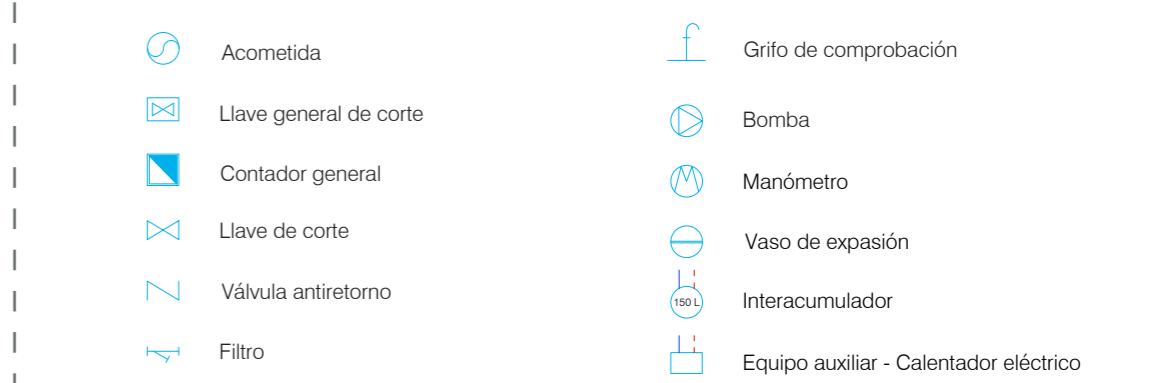 Acometida
Llave general de corte
Contador general
Llave de corte
Válvula antiretorno
Filtro
Grifo de comprobación
Bomba
Manómetro
Vaso de expasión
150 L
Interacumulador
Equipo auxiliar - Calentador eléctrico